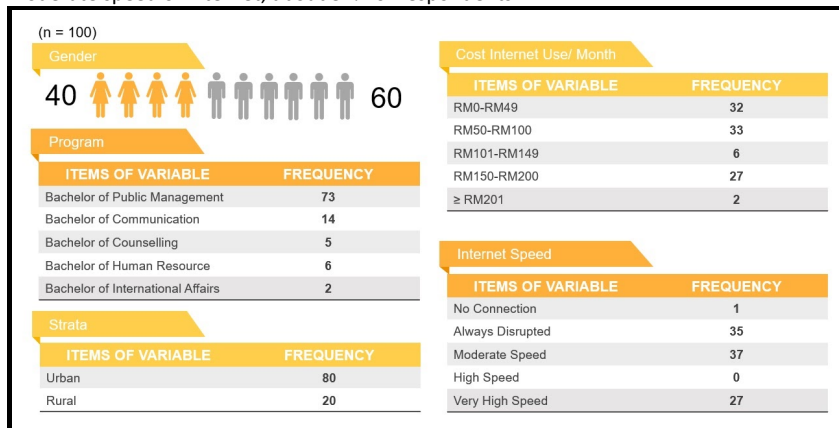 (n = 100)
Gender
40 60
Program
ITEMS OF VARIABLE FREQUENCY
Bachelor of Public Management 73
Bachelor of Communication 14
Bachelor of Counselling 5
Bachelor of Human Resource 6
Bachelor of International Affairs 2
Strata
ITEMS OF VARIABLE FREQUENCY
Urban 80
Rural 20
Cost Internet Use/ Month
ITEMS OF VARIABLE FREQUENCY
RM0-RM49 32
RM50-RM100 33
RM101-RM149 6
RM150-RM200 27
≥ RM201 2
Internet Speed
ITEMS OF VARIABLE FREQUENCY
No Connection 1
Always Disrupted 35
Moderate Speed 37
High Speed 0
Very High Speed 27